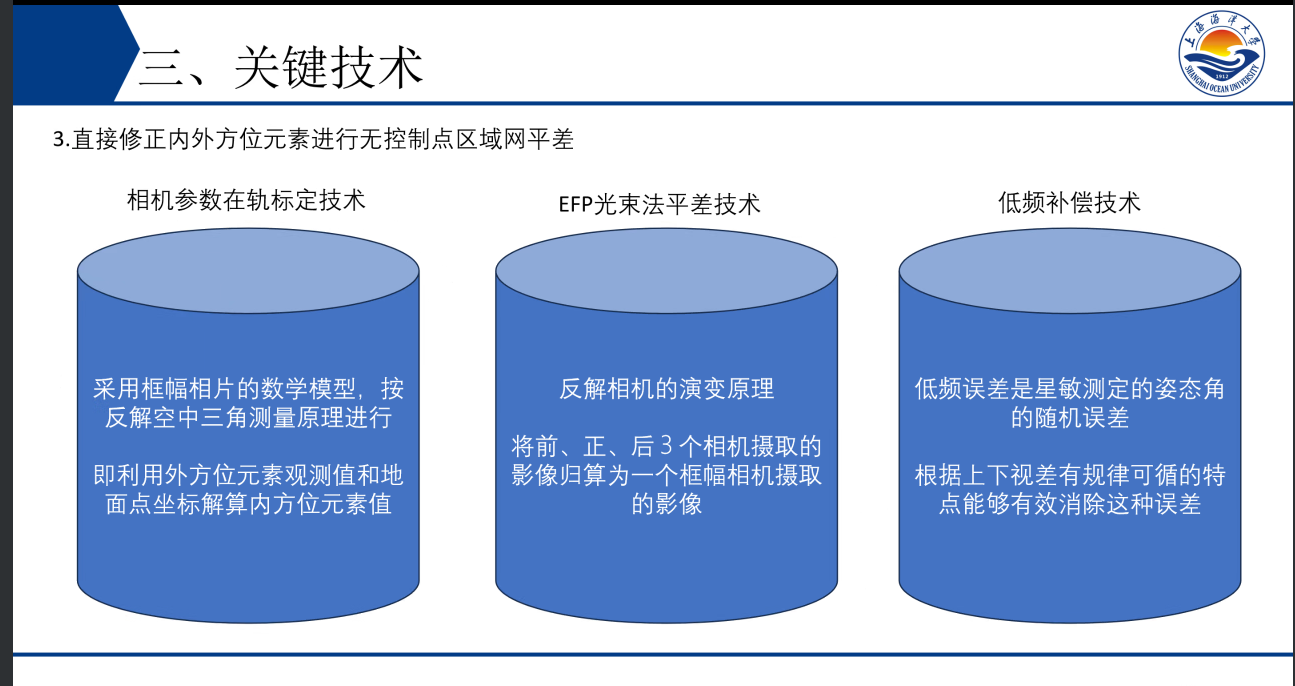 三、关键技术
上海海洋大学
SHANGHAI OCEAN UNIVERSITY
1912
3.直接修正内外方位元素进行无控制点区域网平差
相机参数在轨标定技术
采用框幅相片的数学模型，按
反解空中三角测量原理进行
即利用外方位元素观测值和地
面点坐标解算内方位元素值
EFP光束法平差技术
反解相机的演变原理
将前、正、后３个相机摄取的
影像归算为一个框幅相机摄取
的影像
低频补偿技术
低频误差是星敏测定的姿态角
的随机误差
根据上下视差有规律可循的特
点能够有效消除这种误差